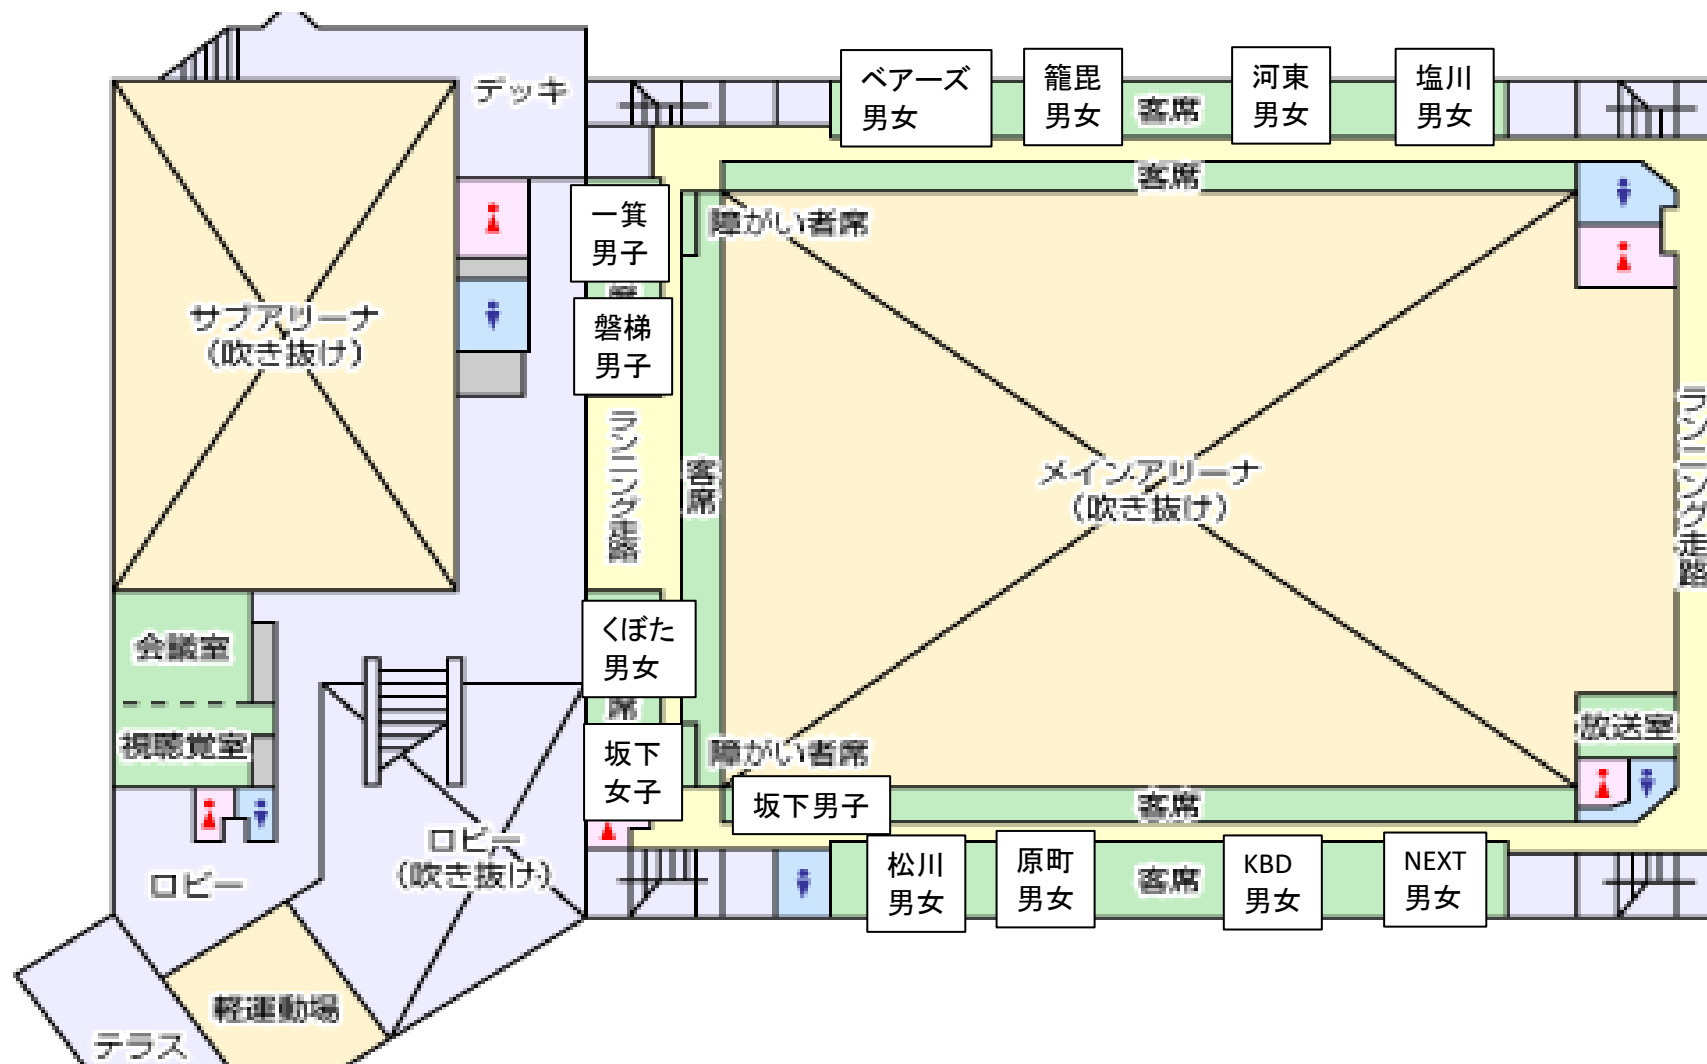 デッキ
ベアーズ
男女
籠毘
男女
客席
河東
男女
塩川
男女
客席
一箕
男子
障がい者席
席
磐梯
男子
サブアリーナ
(吹き抜け)
ランニング走路
客席
メインアリーナ
(吹き抜け)
ランニング走路
くぼた
男女
席
会議室
視聴覚室
坂下
女子
障がい者席
放送室
坂下男子
客席
ロビー
(吹き抜け)
ロビー
松川
男女
原町
男女
客席
KBD
男女
NEXT
男女
軽運動場
テラス